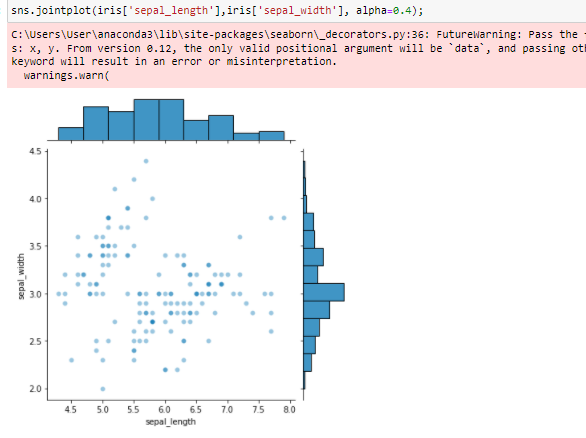 sns.jointplot(iris['sepal_length'],iris['sepal_width'], alpha=0.4);
C:\Users\User\anaconda3\lib\site-packages\seaborn\_decorators.py:36: FutureWarning: Pass the
s: x, y. From version 0.12, the only valid positional argument will be `data`, and passing
keyword will result in an error or misinterpretation.
warnings.warn(
4.5
4.0
3.5
3.0
2.5
2.0
sepal_width
4.5 5.0 5.5 6.0 6.5 7.0 7.5 8.0
sepal_length